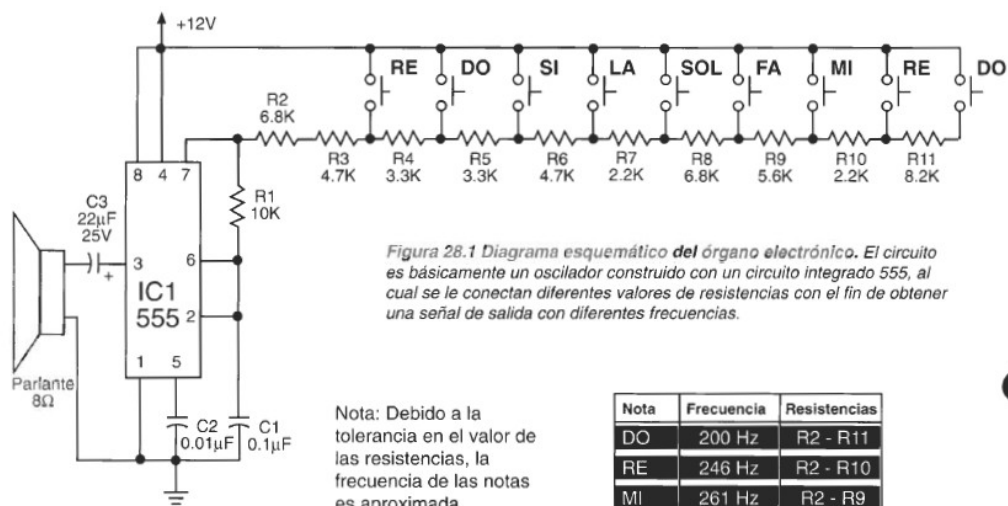 +12V
RE DO SI LA SOL FA MI RE DO
R2
6.8K
R3
4.7K
R4
3.3K
R5
3.3K
R6
4.7K
R7
2.2K
R8
6.8K
R9
5.6K
R10
2.2K
R11
8.2K
8 4 7
R1
10K
C3
22µF
25V
+
3
6
IC1
555
2
1 5
Parlante
8Ω
C2
0.01µF
C1
0.1µF
Figura 28.1 Diagrama esquemático del órgano electrónico. El circuito
es básicamente un oscilador construido con un circuito integrado 555, al
cual se le conectan diferentes valores de resistencias con el fin de obtener
una señal de salida con diferentes frecuencias.
Nota: Debido a la
tolerancia en el valor de
las resistencias, la
frecuencia de las notas
es aproximada
Nota Frecuencia Resistencias
DO 200 Hz R2 - R11
RE 246 Hz R2 - R10
MI 261 Hz R2 - R9